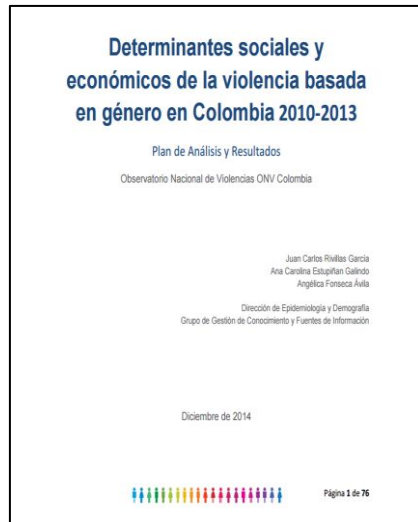 Determinantes sociales y
económicos de la violencia basada
en género en Colombia 2010-2013
Plan de Análisis y Resultados
Observatorio Nacional de Violencias ONV Colombia
Juan Carlos Rivillas García
Ana Carolina Estupiñan Galindo
Angélica Fonseca Ávila
Dirección de Epidemiología y Demografía
Grupo de Gestión de Conocimiento y Fuentes de Información
Diciembre de 2014
Página 1 de 76